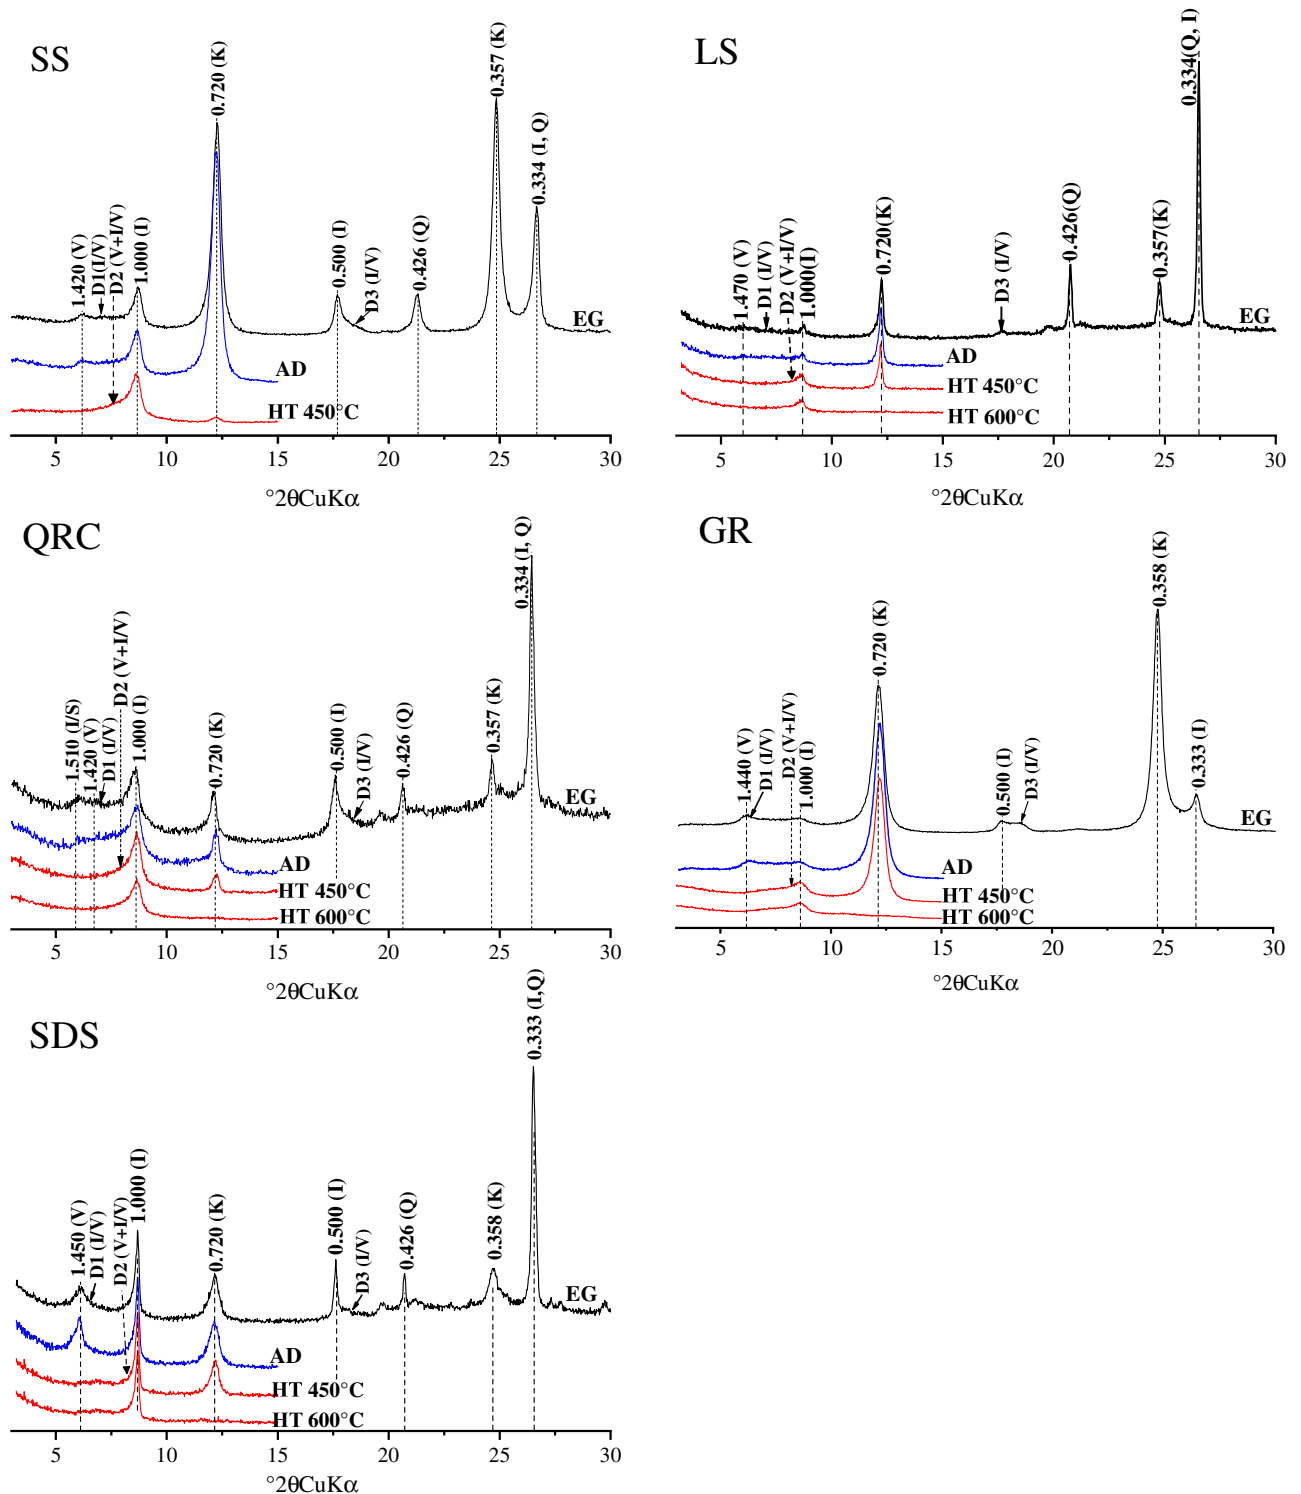 SS
1.420 (V)
D1(I/V)
D2 (V+I/V)
1.000 (I)
0.720 (K)
0.500 (I)
D3 (I/V)
0.426 (Q)
0.357 (K)
0.334 (I, Q)
EG
AD
HT 450°C
5 10 15 20 25 30
°2θCuKα
LS
1.470 (V)
D1 (I/V)
D2 (V+I/V)
1.000(I)
0.720(K)
D3 (I/V)
0.426(Q)
0.357(K)
0.334(Q, I)
EG
AD
HT 450°C
HT 600°C
5 10 15 20 25 30
°2θCuKα
QRC
1.510 (I/S)
1.420 (V)
D1 (I/V)
D2 (V+I/V)
1.000 (I)
0.720 (K)
0.500 (I)
D3 (I/V)
0.426 (Q)
0.357 (K)
0.334 (I, Q)
EG
AD
HT 450°C
HT 600°C
5 10 15 20 25 30
°2θCuKα
GR
1.440 (V)
D1 (I/V)
D2 (V+I/V)
1.000 (I)
0.720 (K)
0.500 (I)
D3 (I/V)
0.358 (K)
0.333 (I)
EG
AD
HT 450°C
HT 600°C
5 10 15 20 25 30
°2θCuKα
SDS
1.450 (V)
D1 (I/V)
D2 (V+I/V)
1.000 (I)
0.720 (K)
0.500 (I)
D3 (I/V)
0.426 (Q)
0.358 (K)
0.333 (I,Q)
EG
AD
HT 450°C
HT 600°C
5 10 15 20 25 30
°2θCuKα